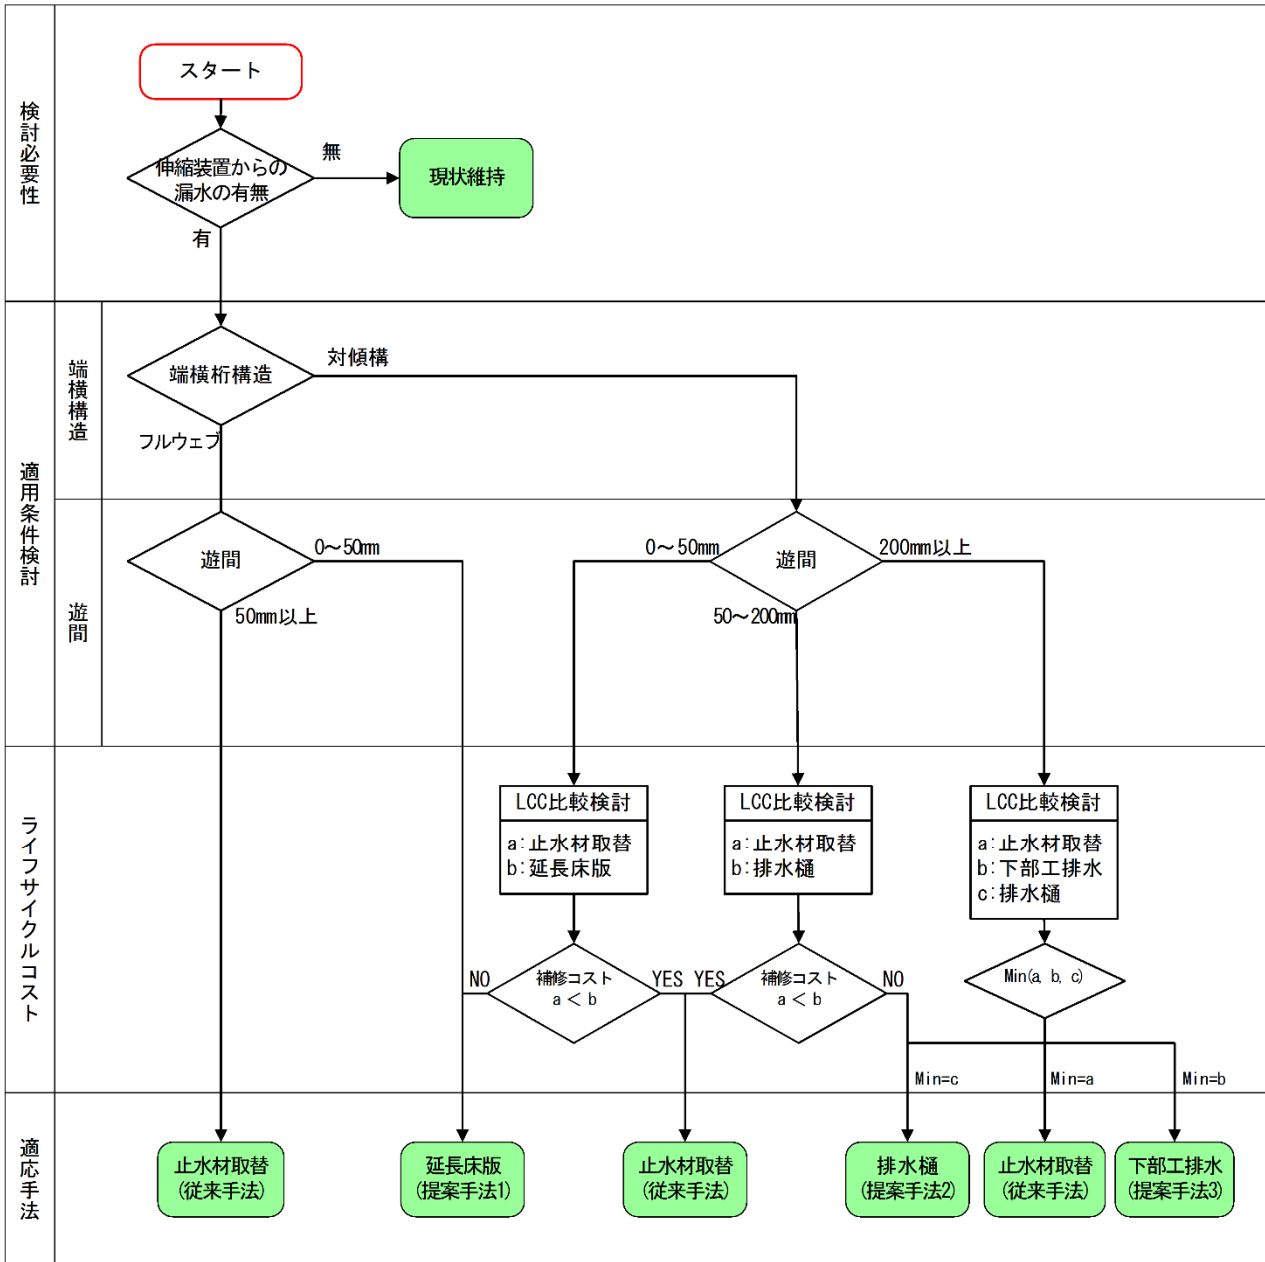 検討必要性
スタート
伸縮装置からの
漏水の有無
無
現状維持
有
適用条件検討
端横構造
端横桁構造
対傾構
フルウェブ
遊間
遊間
0～50mm
50mm以上
遊間
0～50mm
200mm以上
50～200mm
ライフサイクルコスト
LCC比較検討
a:止水材取替
b:延長床版
LCC比較検討
a:止水材取替
b:排水樋
LCC比較検討
a:止水材取替
b:下部工排水
c:排水樋
NO
補修コスト
a < b
YES
YES
補修コスト
a < b
NO
Min(a, b, c)
Min=c
Min=a
Min=b
適応手法
止水材取替
(従来手法)
延長床版
(提案手法1)
止水材取替
(従来手法)
排水樋
(提案手法2)
止水材取替
(従来手法)
下部工排水
(提案手法3)